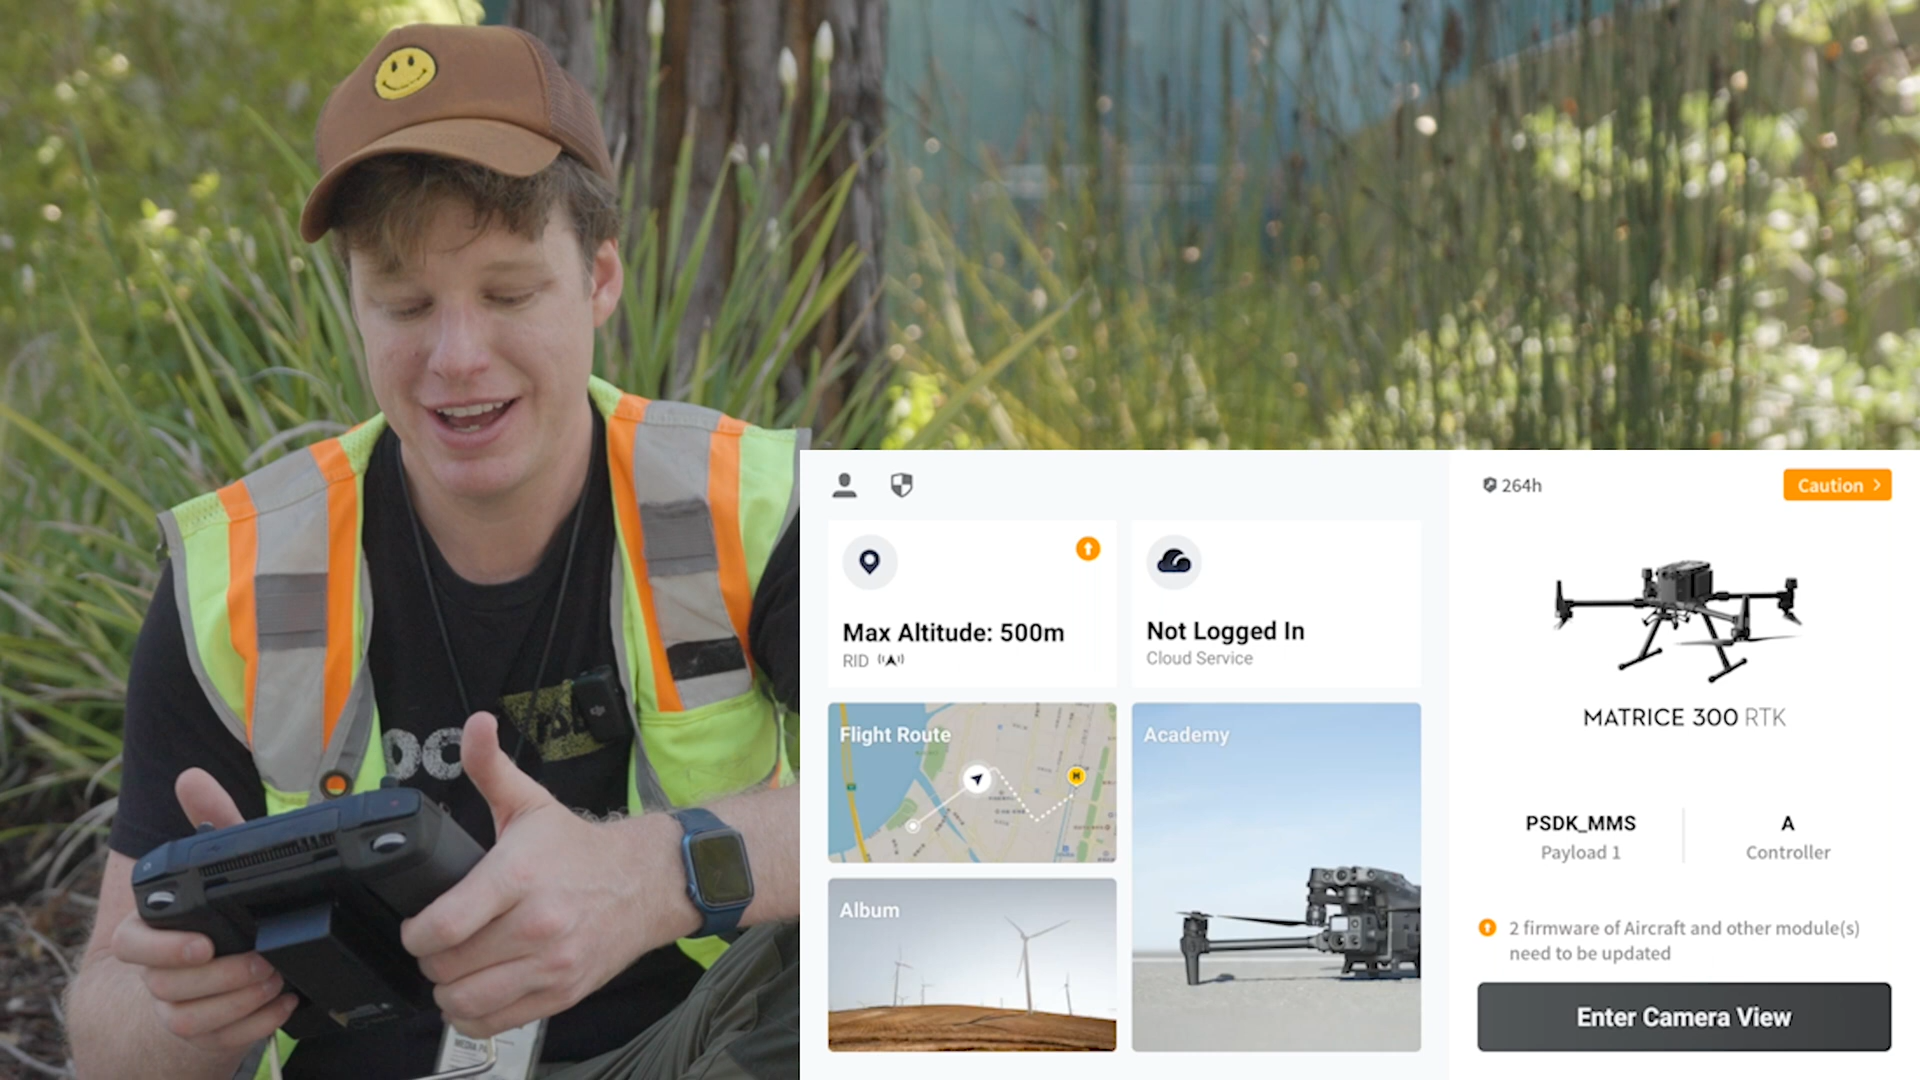 264h
Caution
Max Altitude: 500m
RID
Not Logged In
Cloud Service
Flight Route
Academy
Album
MATRICE 300 RTK
PSDK_MMS
Payload 1
A
Controller
2 firmware of Aircraft and other module(s)
need to be updated
Enter Camera View
MEDIA